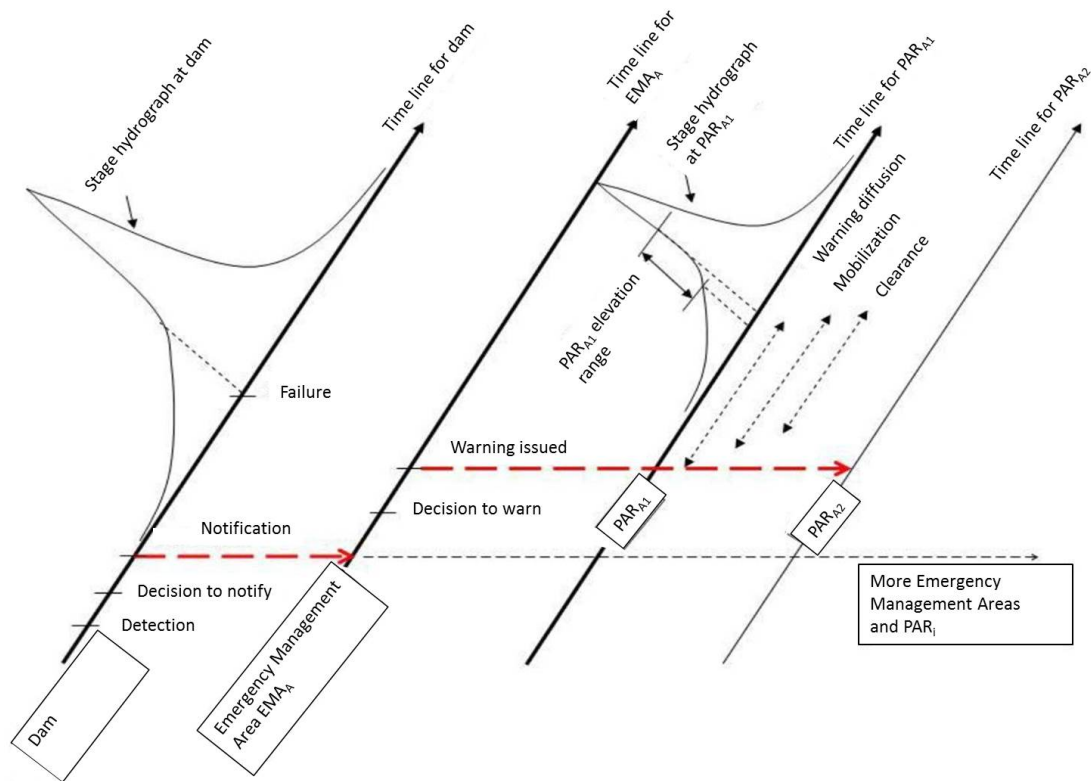 Stage hydrograph at dam
Time line for dam
Time line for
EMA_A
Stage hydrograph
at PAR_A1
Time line for PAR_A1
Time line for PAR_A2
Warning diffusion
Mobilization
Clearance
PAR_A1 elevation
range
Failure
Warning issued
PAR_A1
PAR_A2
Decision to warn
Notification
Decision to notify
Detection
Dam
Emergency Management
Area EMA_A
More Emergency
Management Areas
and PAR_i